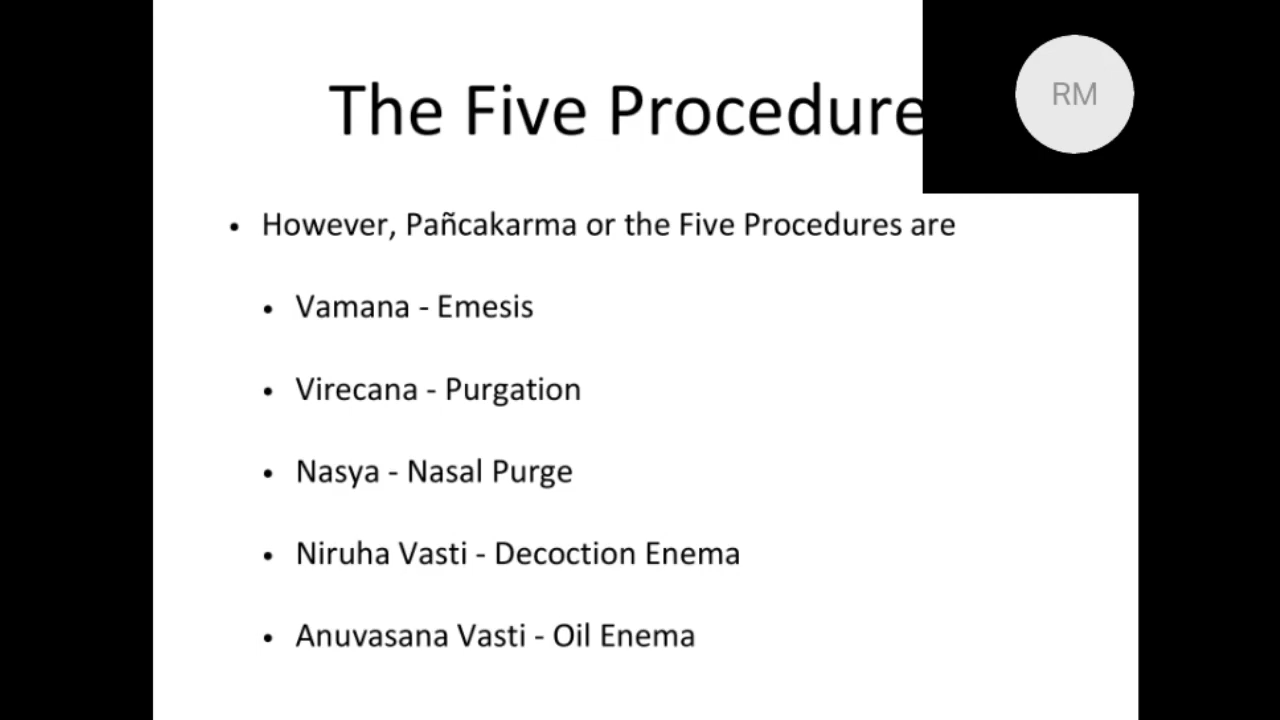 The Five Procedure
RM
• However, Pañcakarma or the Five Procedures are
• Vamana - Emesis
• Virecana - Purgation
• Nasya - Nasal Purge
• Niruha Vasti - Decoction Enema
• Anuvasana Vasti - Oil Enema